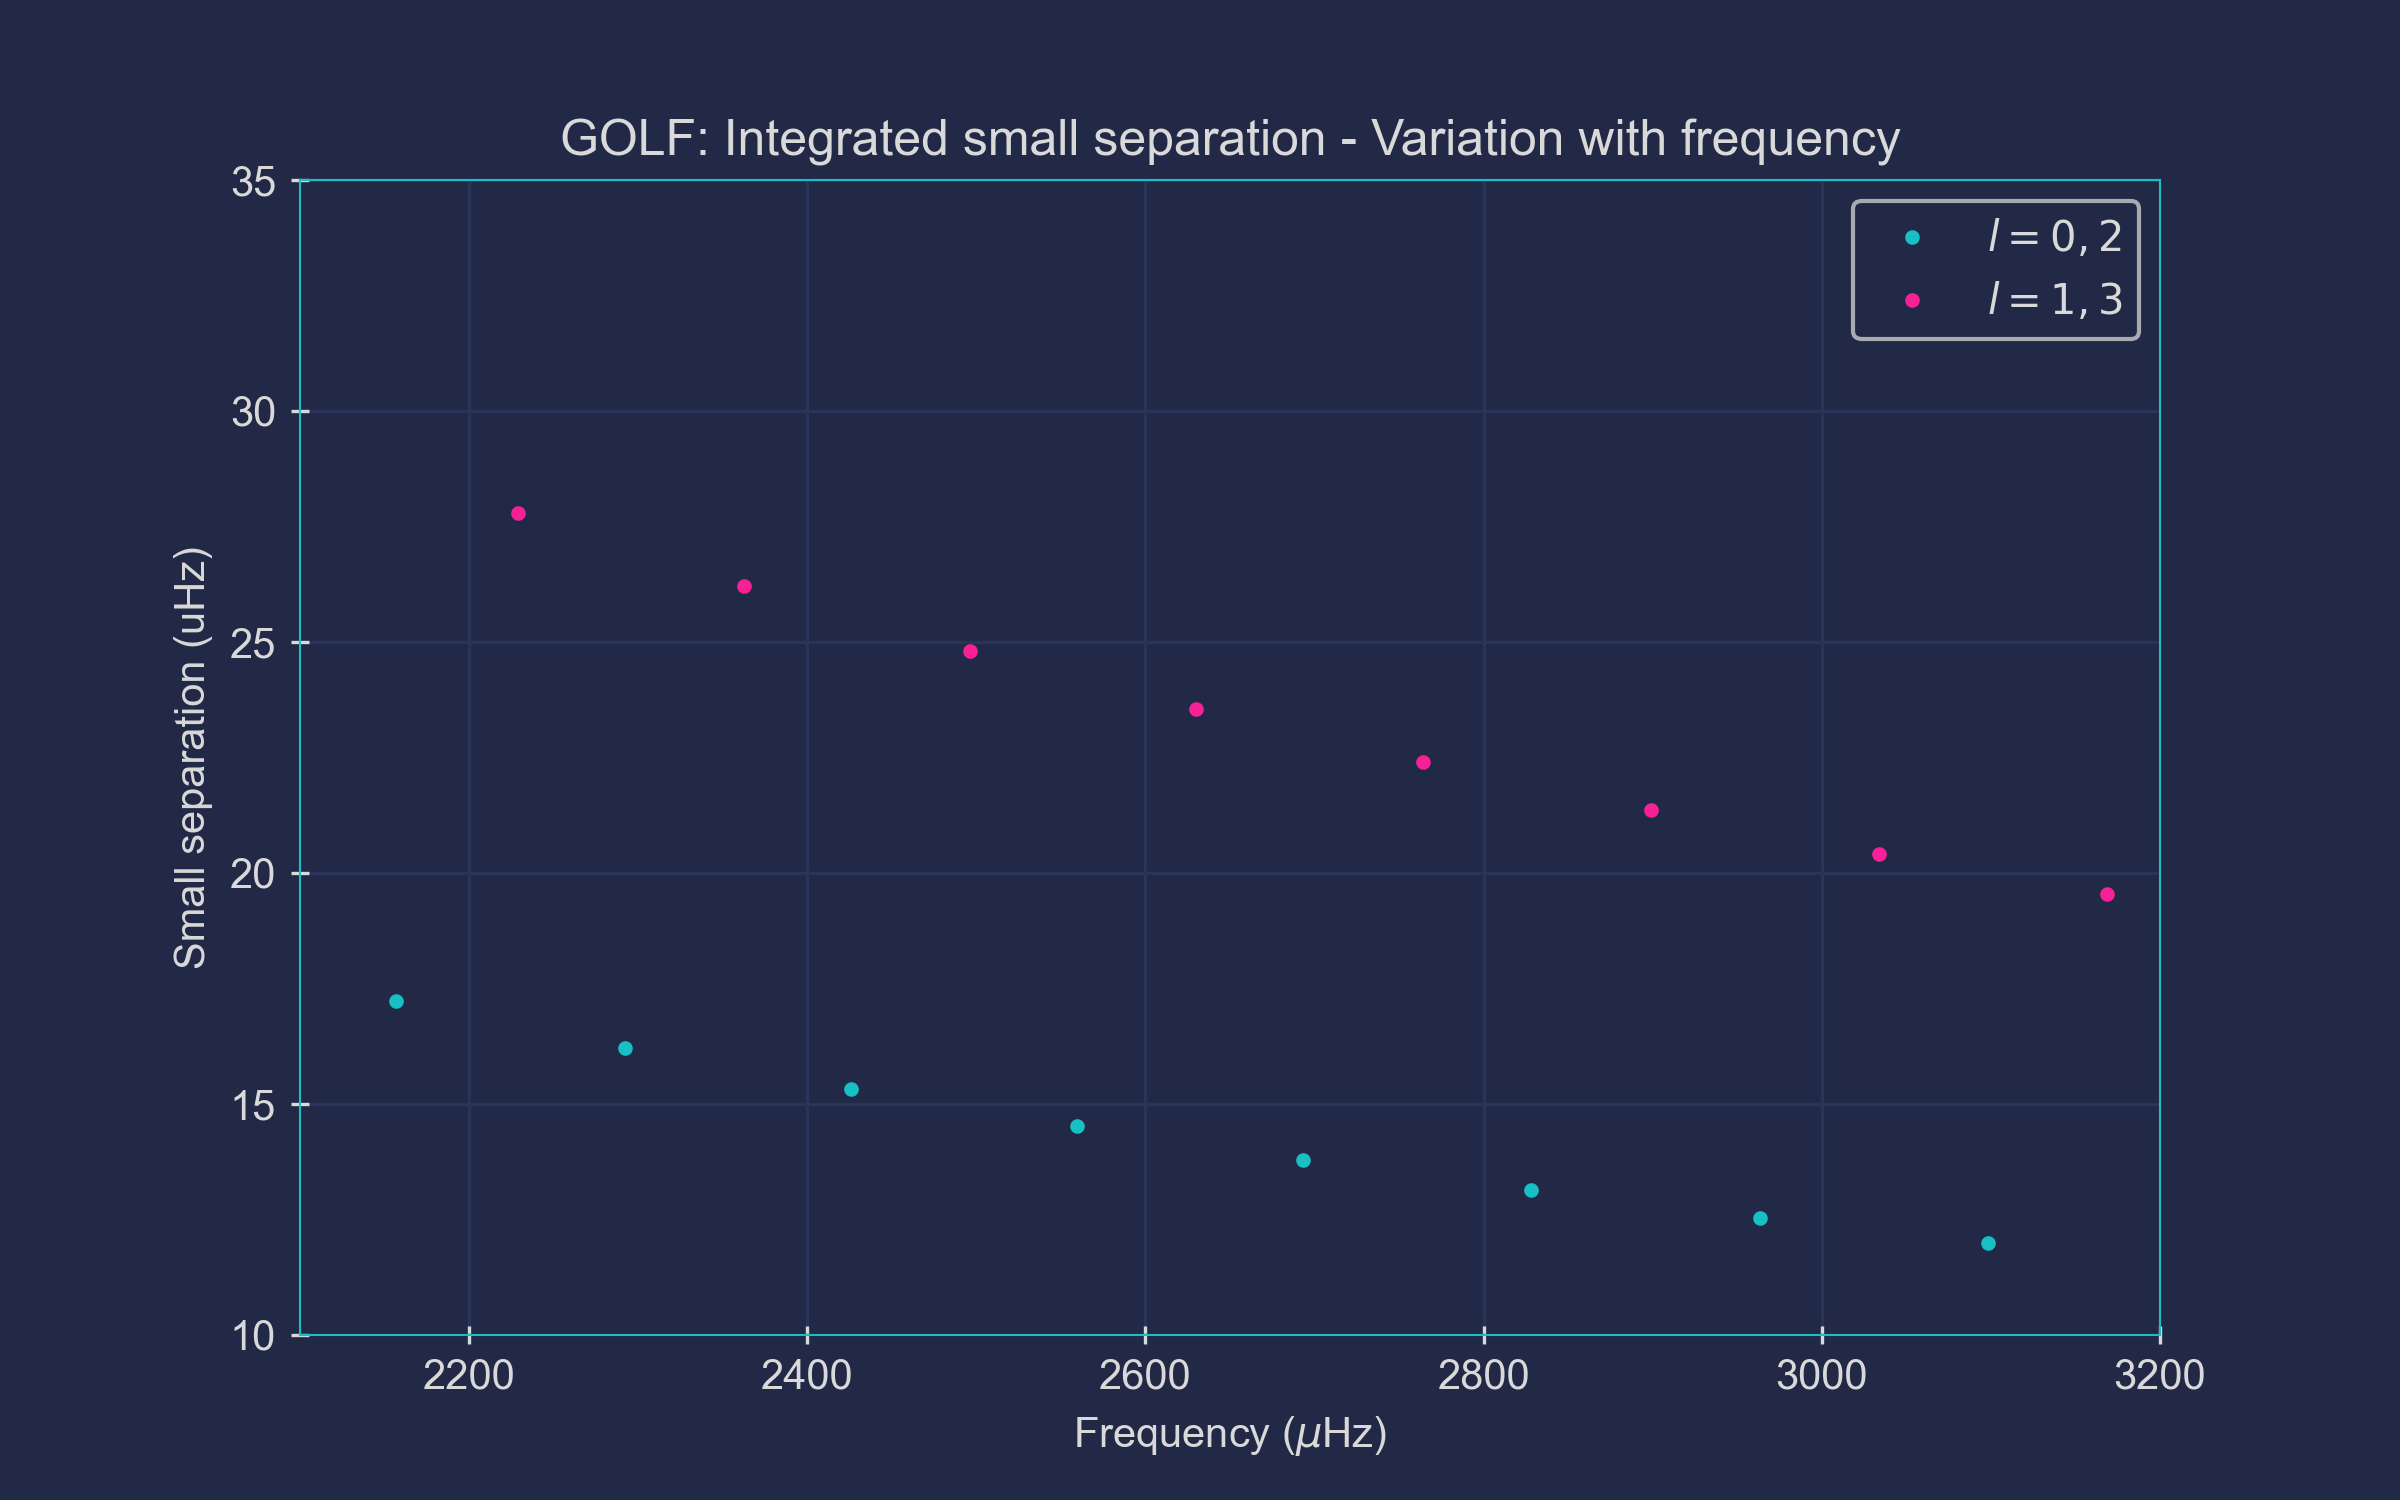 GOLF: Integrated small separation - Variation with frequency
35
30
25
20
15
10
Small separation (uHz)
l = 0, 2
l = 1, 3
2200 2400 2600 2800 3000 3200
Frequency (μHz)